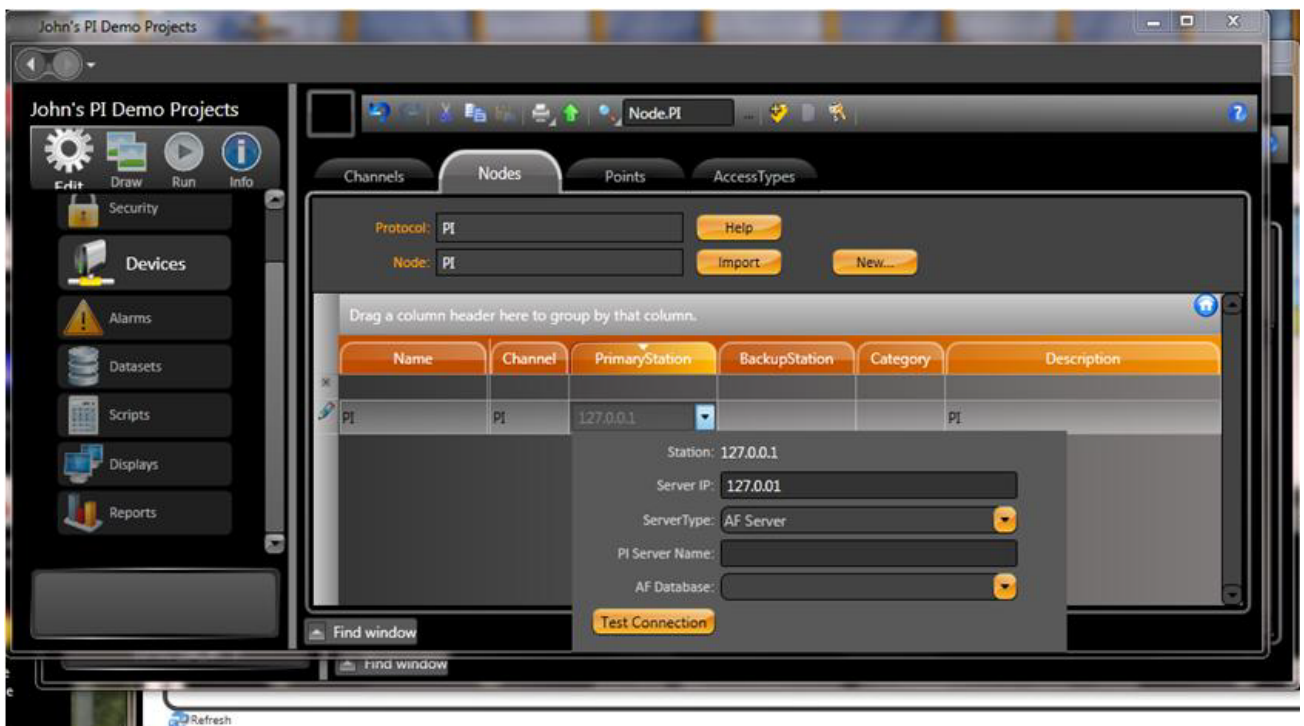 John's PI Demo Projects
John's PI Demo Projects
Node.PI
...
?
Edit
Draw
Run
Info
Channels
Nodes
Points
AccessTypes
Security
Protocol: PI
Help
Devices
Node: PI
Import
New...
Alarms
Drag a column header here to group by that column.
Name
Channel
PrimaryStation
BackupStation
Category
Description
Datasets
Scripts
PI
PI
127.0.0.1
PI
Station: 127.0.0.1
Displays
Server IP: 127.0.01
Reports
ServerType: AF Server
PI Server Name:
AF Database:
Test Connection
Find window
Find window
Refresh